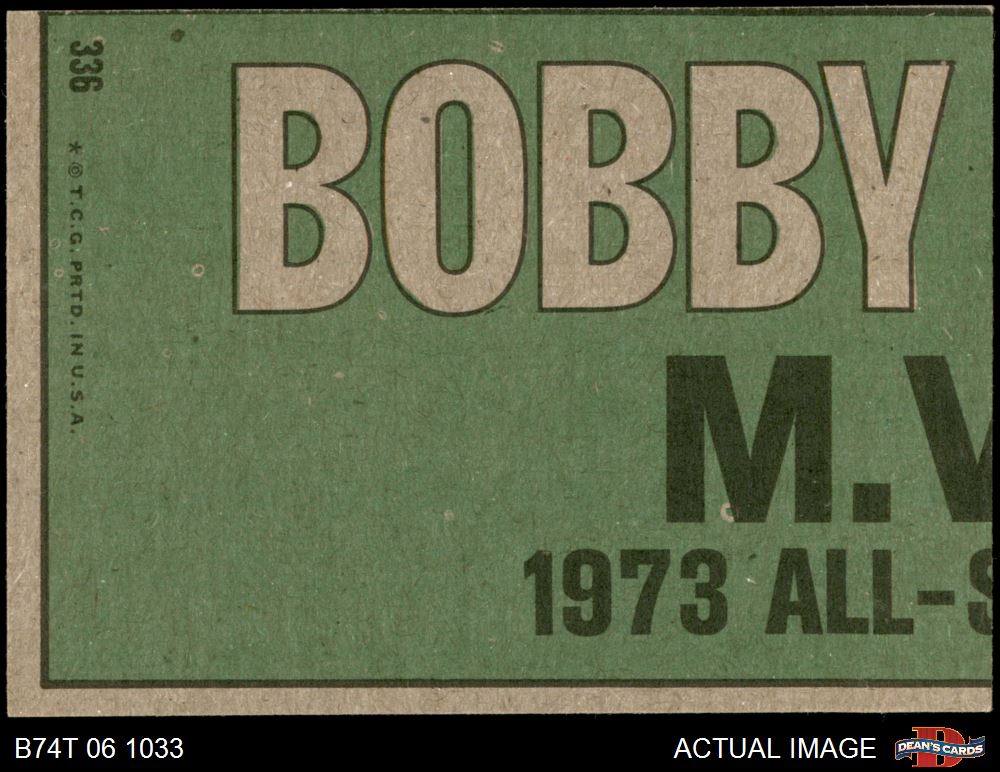 336 * © T.C.G. PRTD. IN U.S.A.
BOBBY
M.V
1973 ALL-S
B74T 06 1033
ACTUAL IMAGE
D
DEAN'S CARDS